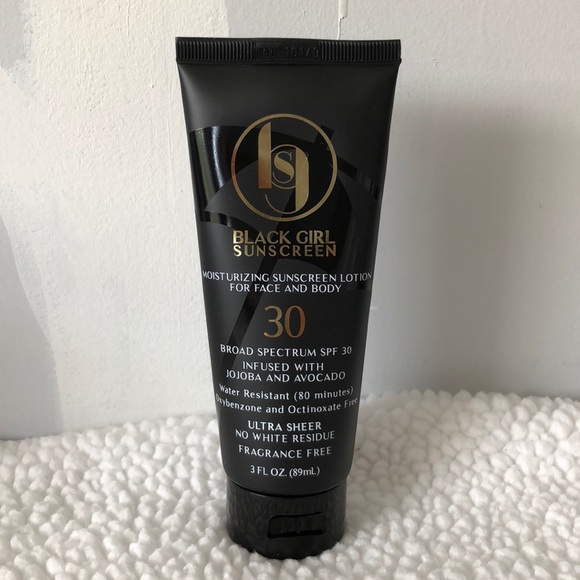 bsg
BLACK GIRL
SUNSCREEN
MOISTURIZING SUNSCREEN LOTION
FOR FACE AND BODY
30
BROAD SPECTRUM SPF 30
INFUSED WITH
JOJOBA AND AVOCADO
Water Resistant (80 minutes)
Oxybenzone and Octinoxate Free
ULTRA SHEER
NO WHITE RESIDUE
FRAGRANCE FREE
3 FL OZ. (89mL)